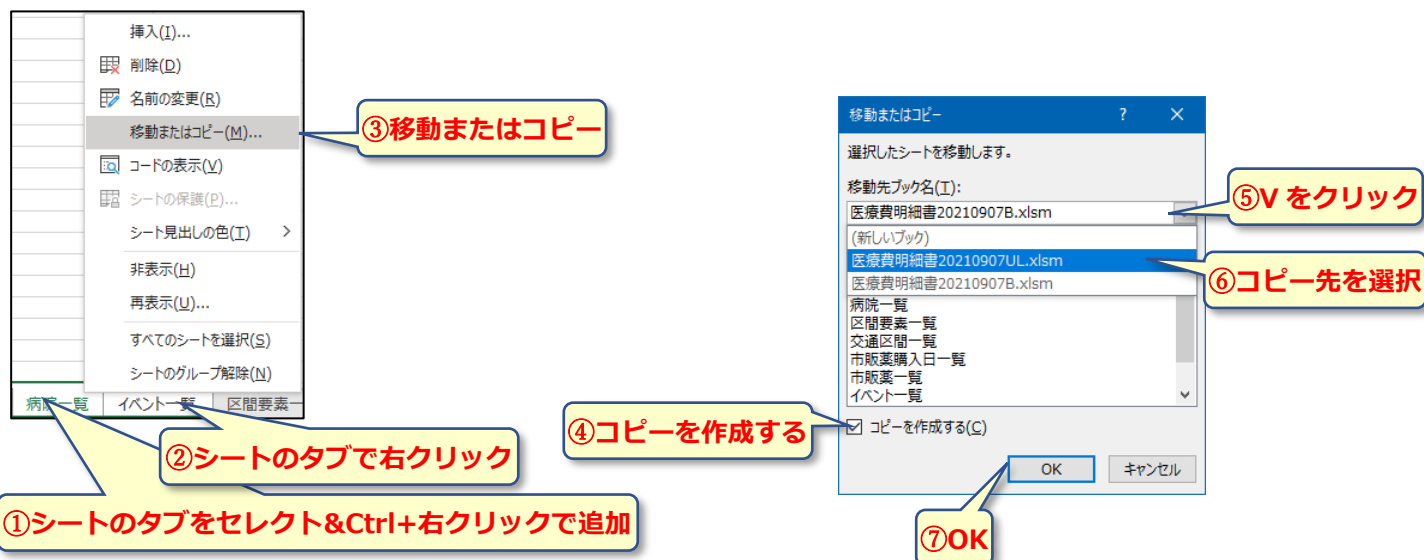 挿入(I)...
削除(D)
名前の変更(R)
移動またはコピー(M)...
コードの表示(V)
シートの保護(P)...
シート見出しの色(T) >
非表示(H)
再表示(U)...
すべてのシートを選択(S)
シートのグループ解除(N)
病院一覧 イベント一覧 区間要素一
③移動またはコピー
②シートのタブで右クリック
①シートのタブをセレクト&Ctrl+右クリックで追加
移動またはコピー ? ×
選択したシートを移動します。
移動先ブック名(T):
医療費明細書20210907B.xlsm
(新しいブック)
医療費明細書20210907UL.xlsm
医療費明細書20210907B.xlsm
病院一覧
区間要素一覧
交通区間一覧
市販薬購入日一覧
市販薬一覧
イベント一覧
コピーを作成する(C)
OK キャンセル
⑤V をクリック
⑥コピー先を選択
④コピーを作成する
⑦OK